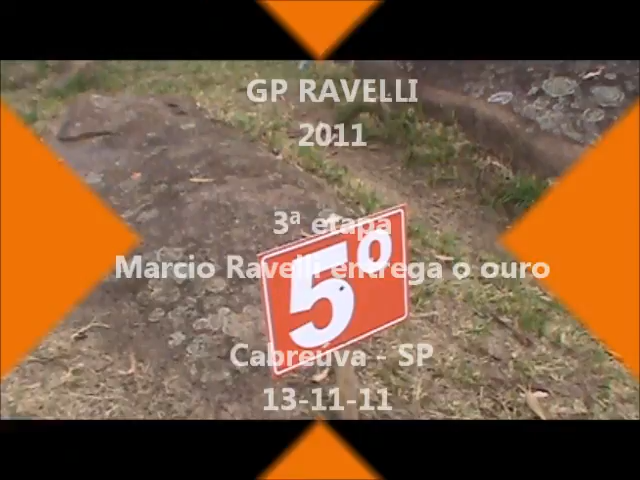 GP RAVELLI
2011
3ª etapa
5º
Marcio Ravelli entrega o ouro
Cabreúva - SP
13-11-11